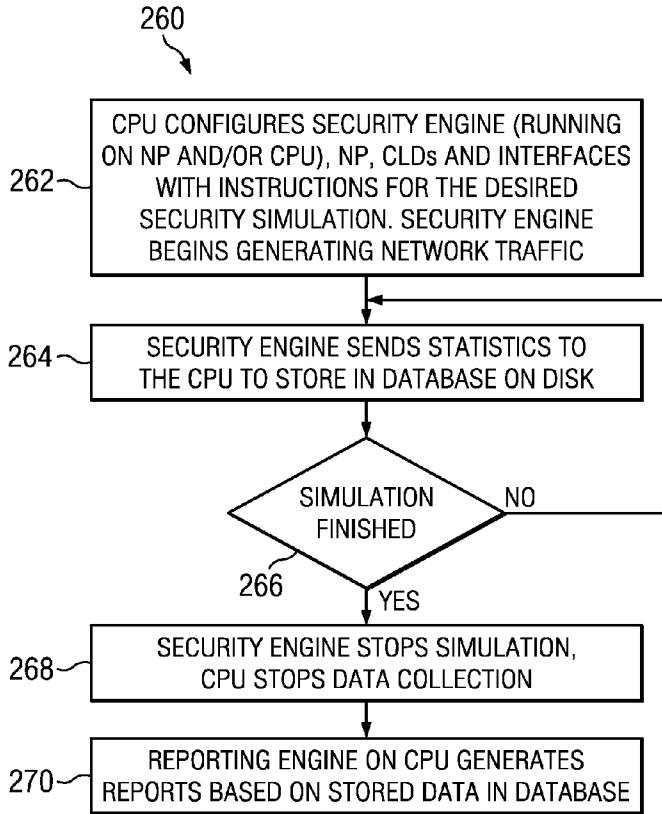 260
262
CPU CONFIGURES SECURITY ENGINE (RUNNING
ON NP AND/OR CPU), NP, CLDs AND INTERFACES
WITH INSTRUCTIONS FOR THE DESIRED
SECURITY SIMULATION. SECURITY ENGINE
BEGINS GENERATING NETWORK TRAFFIC
264
SECURITY ENGINE SENDS STATISTICS TO
THE CPU TO STORE IN DATABASE ON DISK
SIMULATION
FINISHED
NO
266
YES
268
SECURITY ENGINE STOPS SIMULATION,
CPU STOPS DATA COLLECTION
270
REPORTING ENGINE ON CPU GENERATES
REPORTS BASED ON STORED DATA IN DATABASE